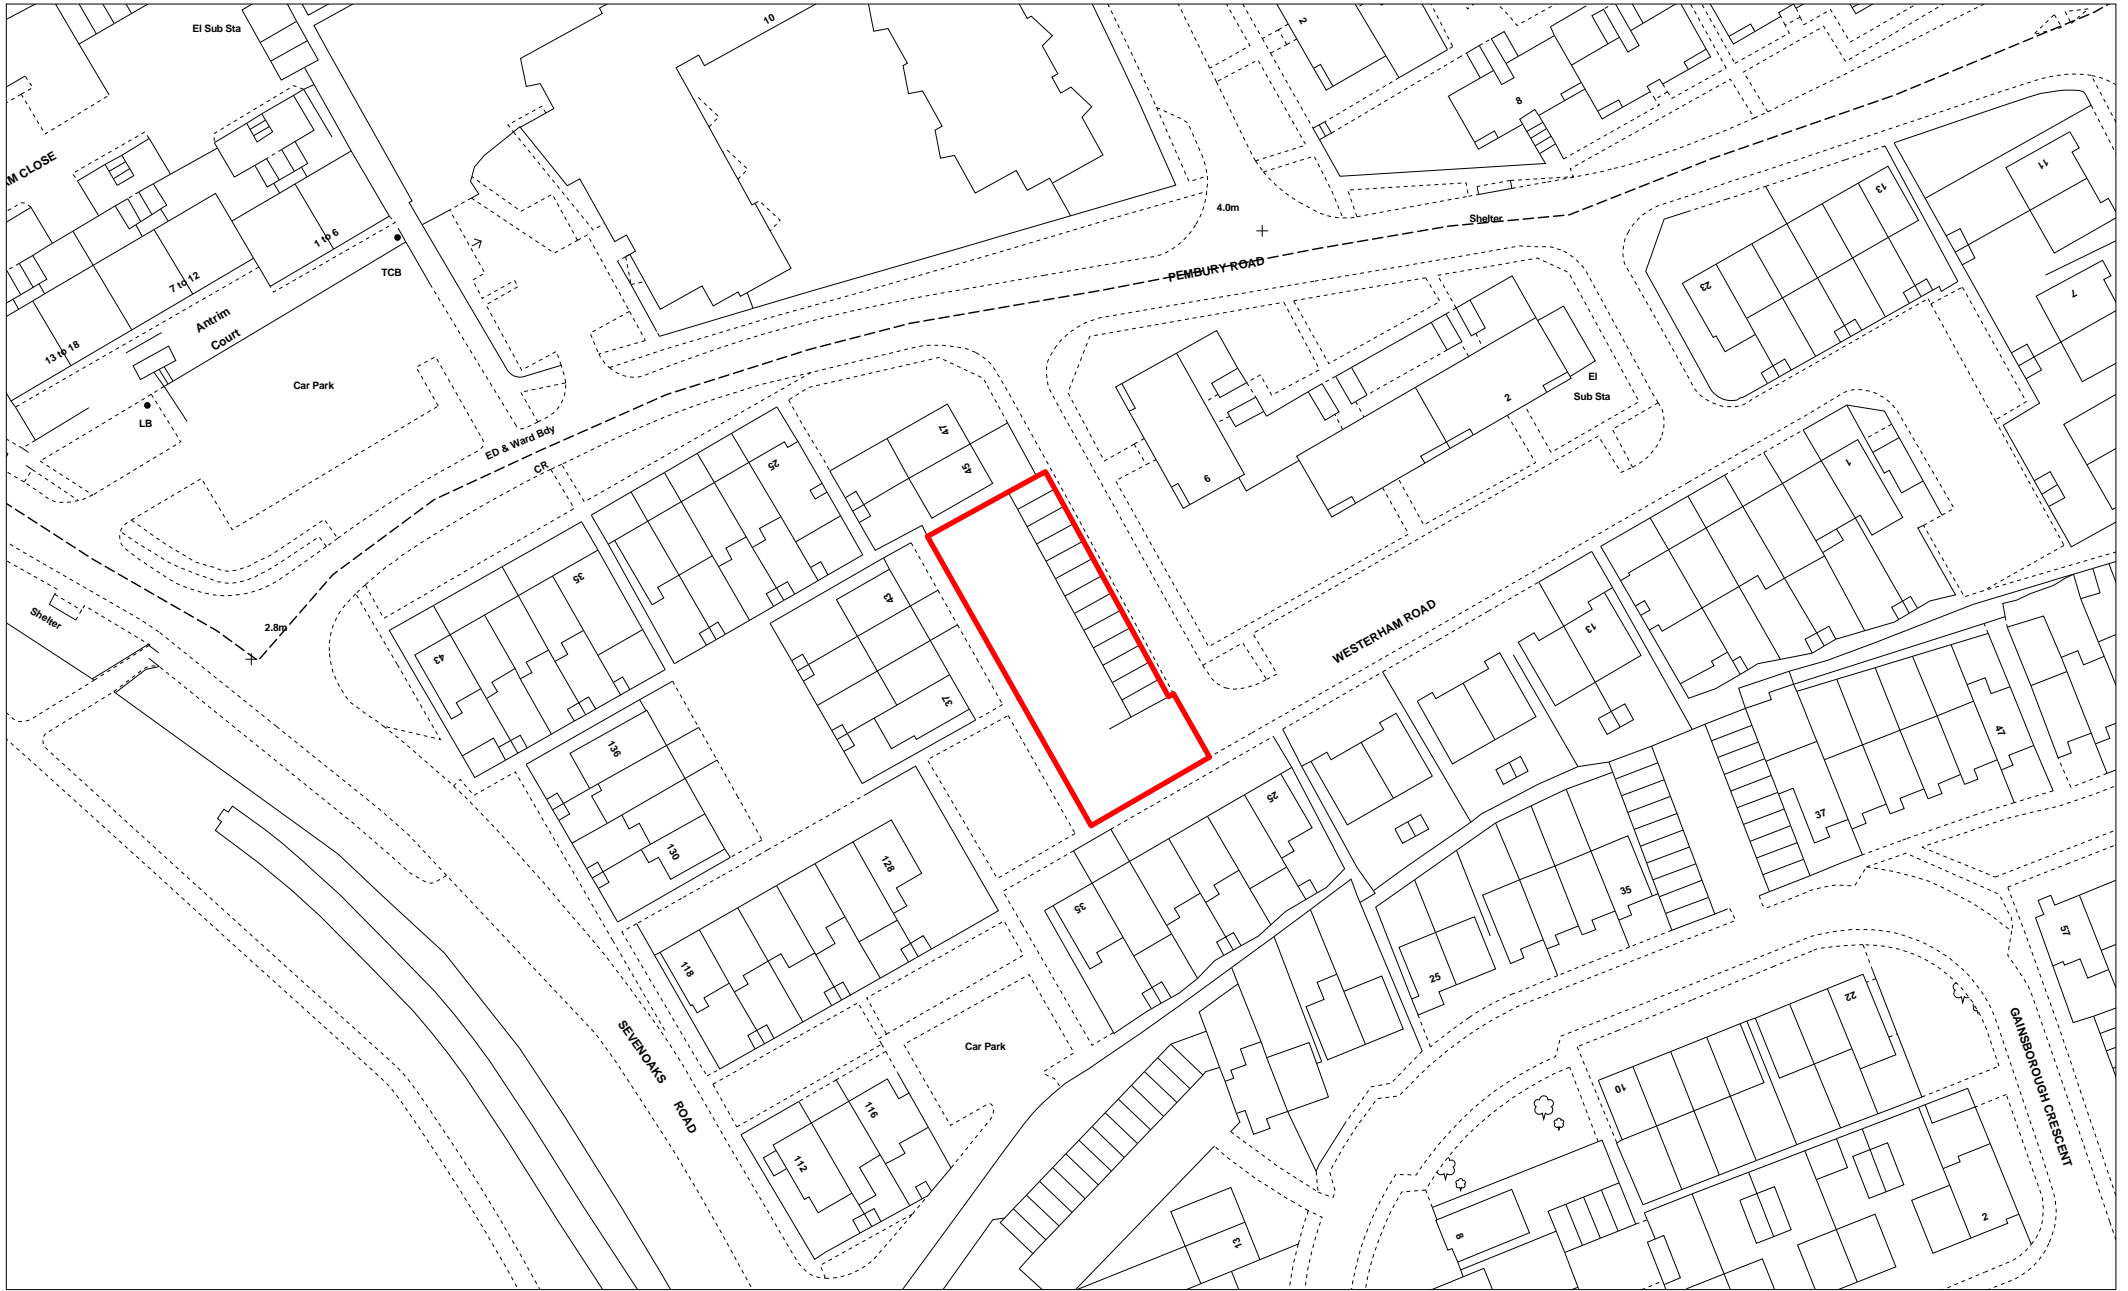 El Sub Sta
10
2
8
AM CLOSE
1 to 6
TCB
7 to 12
Antrim
Court
13 to 18
Car Park
LB
4.0m
Shelter
PEMBURY ROAD
13
11
23
7
El
Sub Sta
2
6
ED & Ward Bdy
CR
47
45
25
35
43
1
Shelter
2.8m
43
37
WESTERHAM ROAD
13
136
130
25
47
37
128
118
35
35
25
57
22
SEVENOAKS
ROAD
Car Park
116
112
10
GAINSBOROUGH CRESCENT
13
8
2